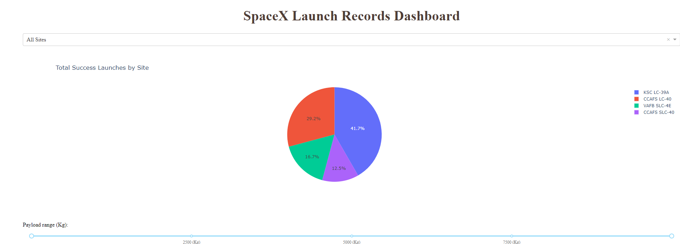 SpaceX Launch Records Dashboard
All Sites
Total Success Launches by Site
KSC LC-39A
CCAFS LC-40
VAFB SLC-4E
CCAFS SLC-40
29.2%
41.7%
16.7%
12.5%
Payload range (Kg):
2500 (Kg)
5000 (Kg)
7500 (Kg)